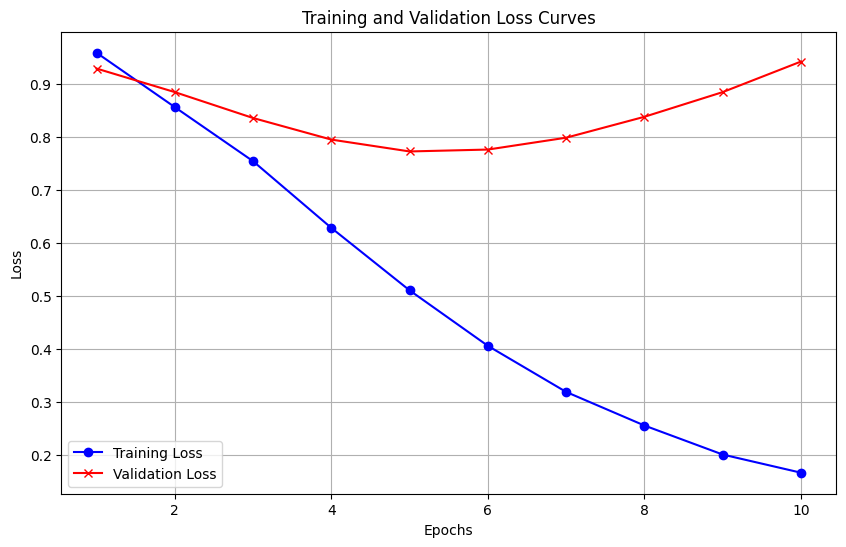 Training and Validation Loss Curves
0.9
0.8
0.7
0.6
0.5
0.4
0.3
0.2
Loss
Training Loss
Validation Loss
2
4
6
8
10
Epochs